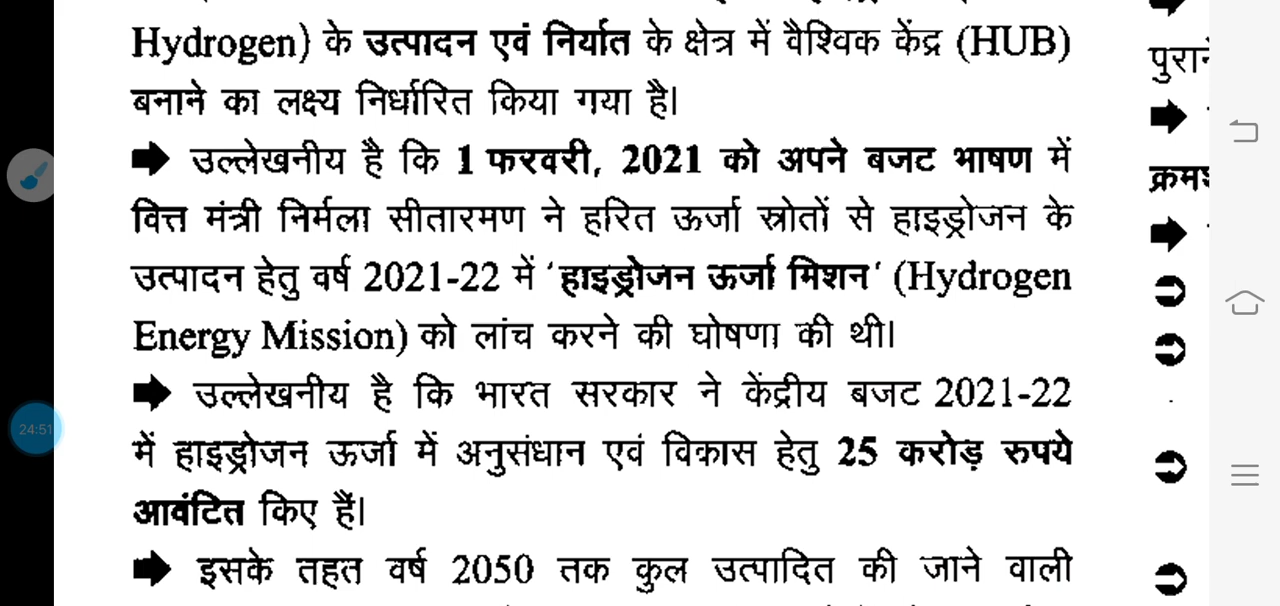 Hydrogen) के उत्पादन एवं निर्यात के क्षेत्र में वैश्विक केंद्र (HUB)
बनाने का लक्ष्य निर्धारित किया गया है।
➡ उल्लेखनीय है कि 1 फरवरी, 2021 को अपने बजट भाषण में
वित्त मंत्री निर्मला सीतारमण ने हरित ऊर्जा स्रोतों से हाइड्रोजन के
उत्पादन हेतु वर्ष 2021-22 में ‘हाइड्रोजन ऊर्जा मिशन‘ (Hydrogen
Energy Mission) को लांच करने की घोषणा की थी।
➡ उल्लेखनीय है कि भारत सरकार ने केंद्रीय बजट 2021-22
में हाइड्रोजन ऊर्जा में अनुसंधान एवं विकास हेतु 25 करोड़ रुपये
आवंटित किए हैं।
➡ इसके तहत वर्ष 2050 तक कुल उत्पादित की जाने वाली
24:51